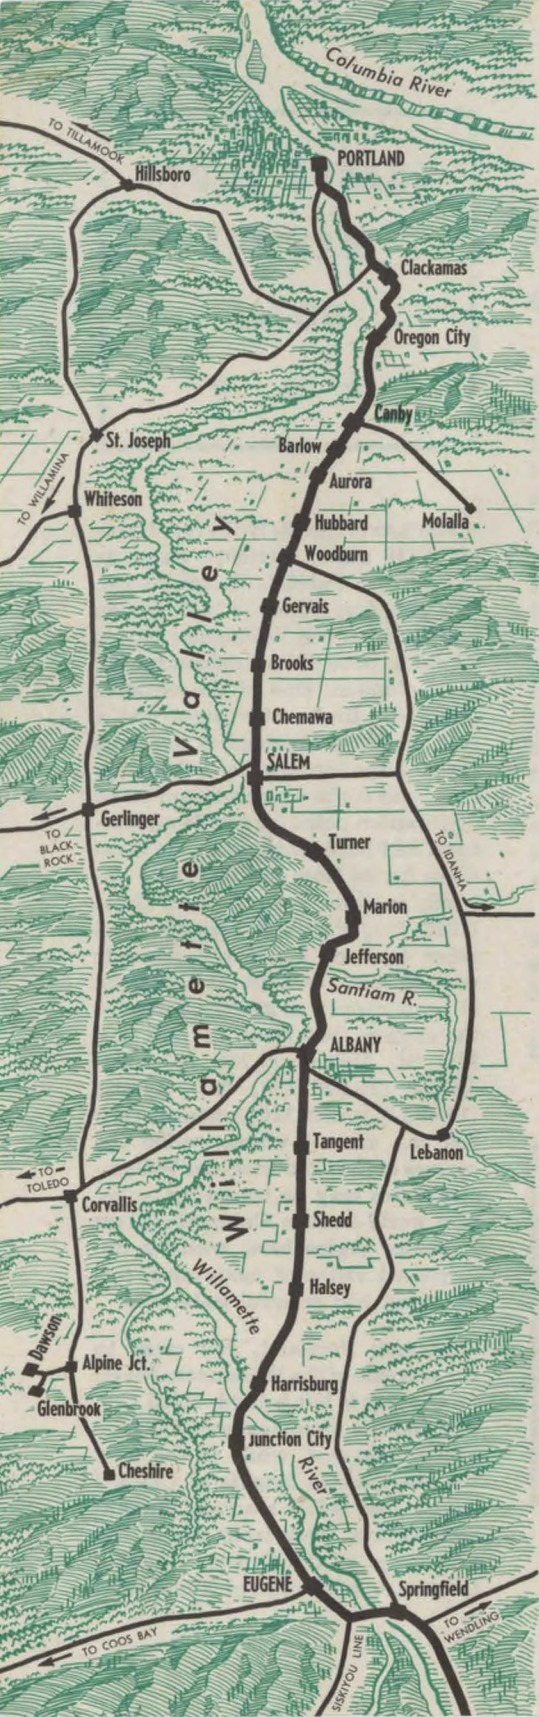 Columbia River
TO TILLAMOOK
PORTLAND
Hillsboro
Clackamas
Oregon City
Canby
St. Joseph
Barlow
TO WILLAMINA
Aurora
Whiteson
Hubbard
Molalla
Woodburn
Gervais
Brooks
Chemawa
SALEM
Gerlinger
TO
BLACK
ROCK
Turner
TO IDANHA
Marion
Jefferson
Santiam R.
ALBANY
Willamette Valley
Tangent
Lebanon
TO
TOLEDO
Corvallis
Shedd
Halsey
Willamette River
Dawson
Alpine Jct.
Harrisburg
Glenbrook
Junction City
Cheshire
EUGENE
Springfield
TO
WENDLING
TO COOS BAY
SISKIYOU LINE